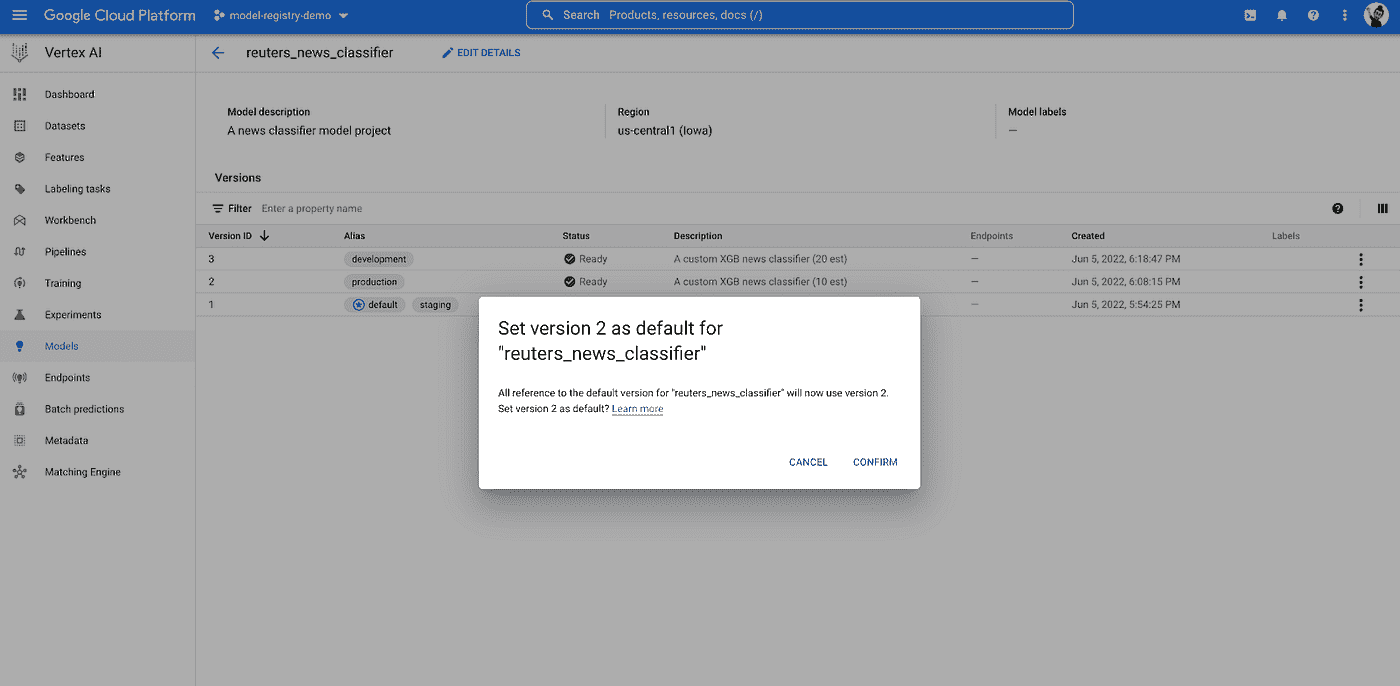 Google Cloud Platform model-registry-demo Search Products, resources, docs (/)
Vertex AI
reuters_news_classifier EDIT DETAILS
Dashboard
Datasets
Features
Labeling tasks
Workbench
Pipelines
Training
Experiments
Models
Endpoints
Batch predictions
Metadata
Matching Engine
Model description Region Model labels
A news classifier model project us-central1 (Iowa) —
Versions
Filter Enter a property name
Version ID Alias Status Description Endpoints Created Labels
3 development Ready A custom XGB news classifier (20 est) — Jun 5, 2022, 6:18:47 PM
2 production Ready A custom XGB news classifier (10 est) — Jun 5, 2022, 6:08:15 PM
1 default staging — Jun 5, 2022, 5:54:25 PM
Set version 2 as default for
"reuters_news_classifier"
All reference to the default version for "reuters_news_classifier" will now use version 2.
Set version 2 as default? Learn more
CANCEL CONFIRM